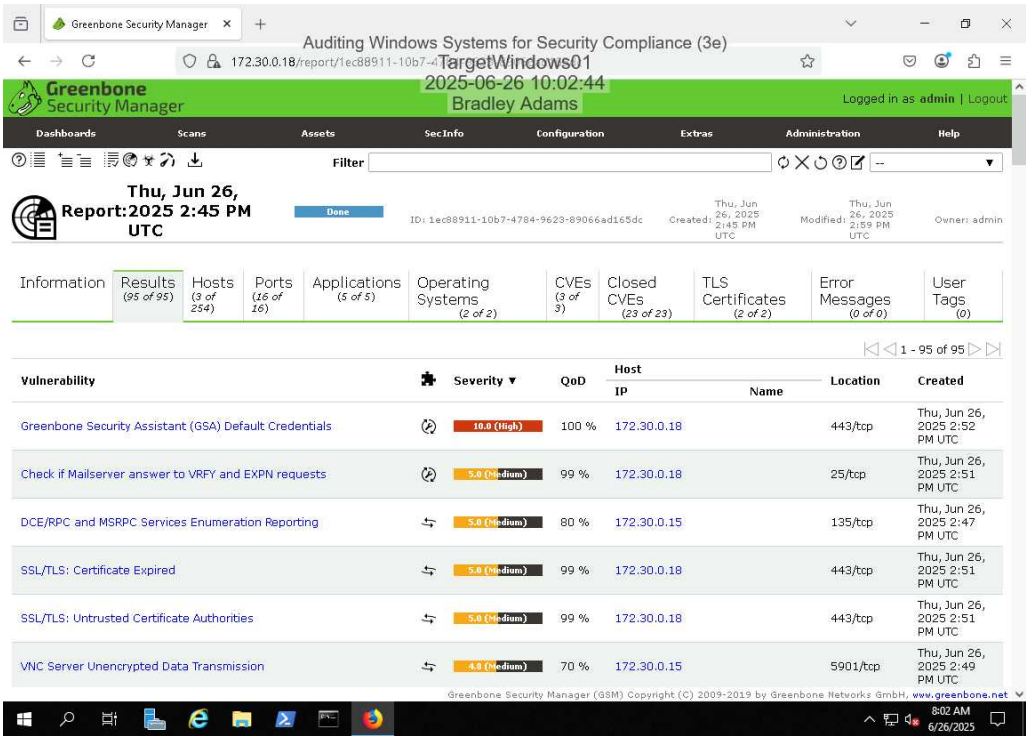 Greenbone Security Manager
Auditing Windows Systems for Security Compliance (3e)
172.30.0.18/report/1ec88911-10b7-4
TargetWindows01
2025-06-26 10:02:44
Bradley Adams
Greenbone
Security Manager
Logged in as admin | Logout
Dashboards Scans Assets SecInfo Configuration Extras Administration Help
Filter
--
Report:
Thu, Jun 26,
2025 2:45 PM
UTC
Done
ID: 1ec88911-10b7-4784-9623-89066ad165dc
Created:
Thu, Jun
26, 2025
2:45 PM
UTC
Modified:
Thu, Jun
26, 2025
2:59 PM
UTC
Owner: admin
Information
Results
(95 of 95)
Hosts
(3 of
254)
Ports
(16 of
16)
Applications
(5 of 5)
Operating
Systems
(2 of 2)
CVEs
(3 of
3)
Closed
CVEs
(23 of 23)
TLS
Certificates
(2 of 2)
Error
Messages
(0 of 0)
User
Tags
(0)
1 - 95 of 95
Vulnerability Severity ▼ QoD Host Location Created
IP Name
Greenbone Security Assistant (GSA) Default Credentials 10.0 (High) 100 % 172.30.0.18 443/tcp
Thu, Jun 26,
2025 2:52
PM UTC
Check if Mailserver answer to VRFY and EXPN requests 5.0 (Medium) 99 % 172.30.0.18 25/tcp
Thu, Jun 26,
2025 2:51
PM UTC
DCE/RPC and MSRPC Services Enumeration Reporting 5.0 (Medium) 80 % 172.30.0.15 135/tcp
Thu, Jun 26,
2025 2:47
PM UTC
SSL/TLS: Certificate Expired 5.0 (Medium) 99 % 172.30.0.18 443/tcp
Thu, Jun 26,
2025 2:51
PM UTC
SSL/TLS: Untrusted Certificate Authorities 5.0 (Medium) 99 % 172.30.0.18 443/tcp
Thu, Jun 26,
2025 2:51
PM UTC
VNC Server Unencrypted Data Transmission 4.8 (Medium) 70 % 172.30.0.15 5901/tcp
Thu, Jun 26,
2025 2:49
PM UTC
Greenbone Security Manager (GSM) Copyright (C) 2009-2019 by Greenbone Networks GmbH, www.greenbone.net
8:02 AM
6/26/2025